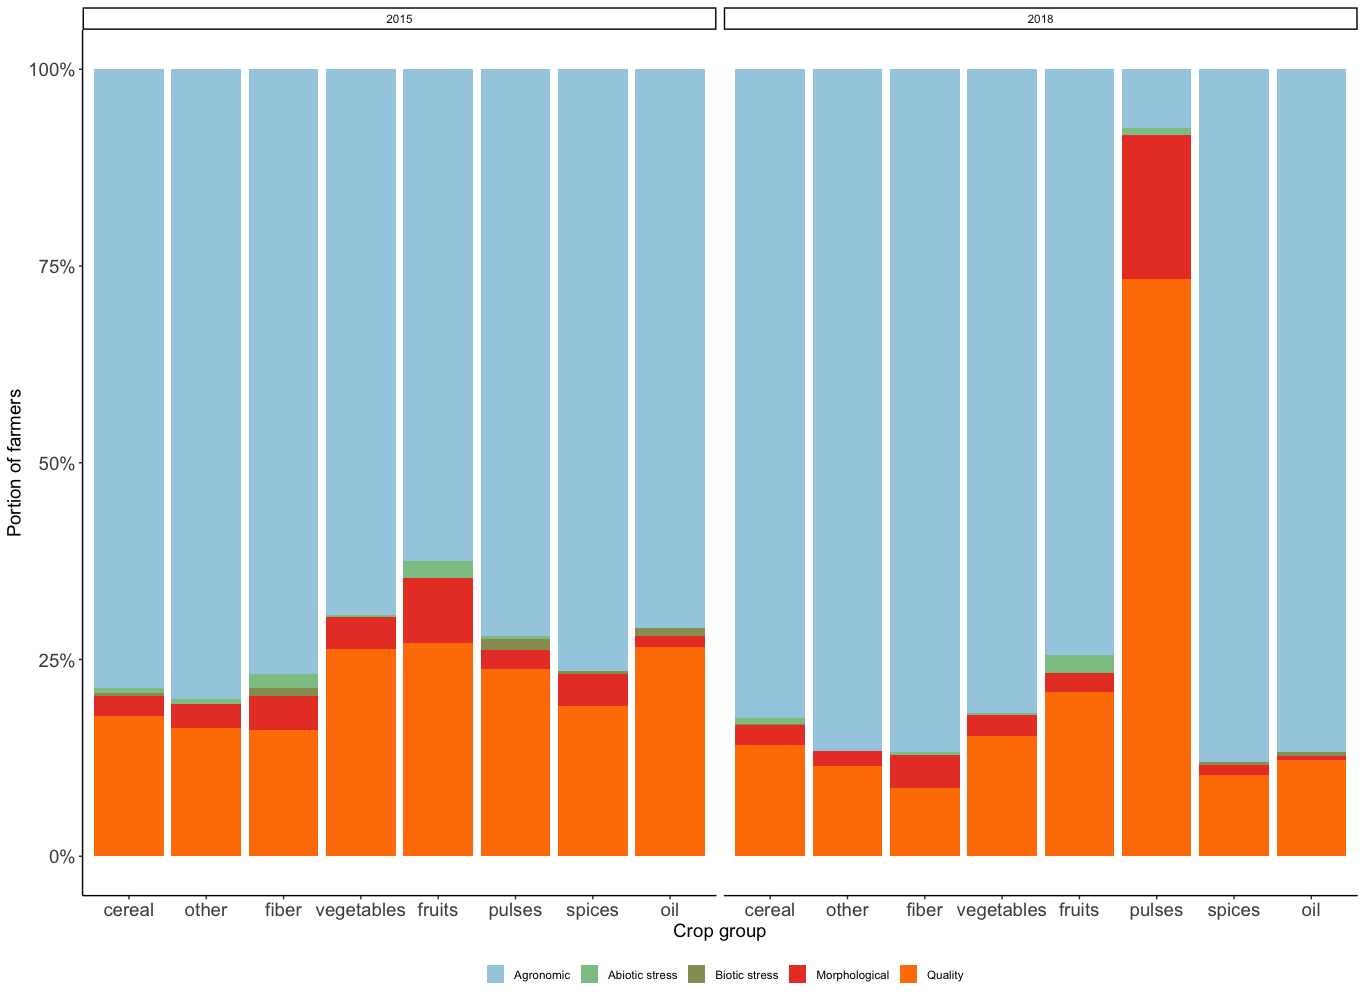 2015 2018
100%
75%
50%
25%
0%
Portion of farmers
cereal other fiber vegetables fruits pulses spices oil cereal other fiber vegetables fruits pulses spices oil
Crop group
Agronomic Abiotic stress Biotic stress Morphological Quality